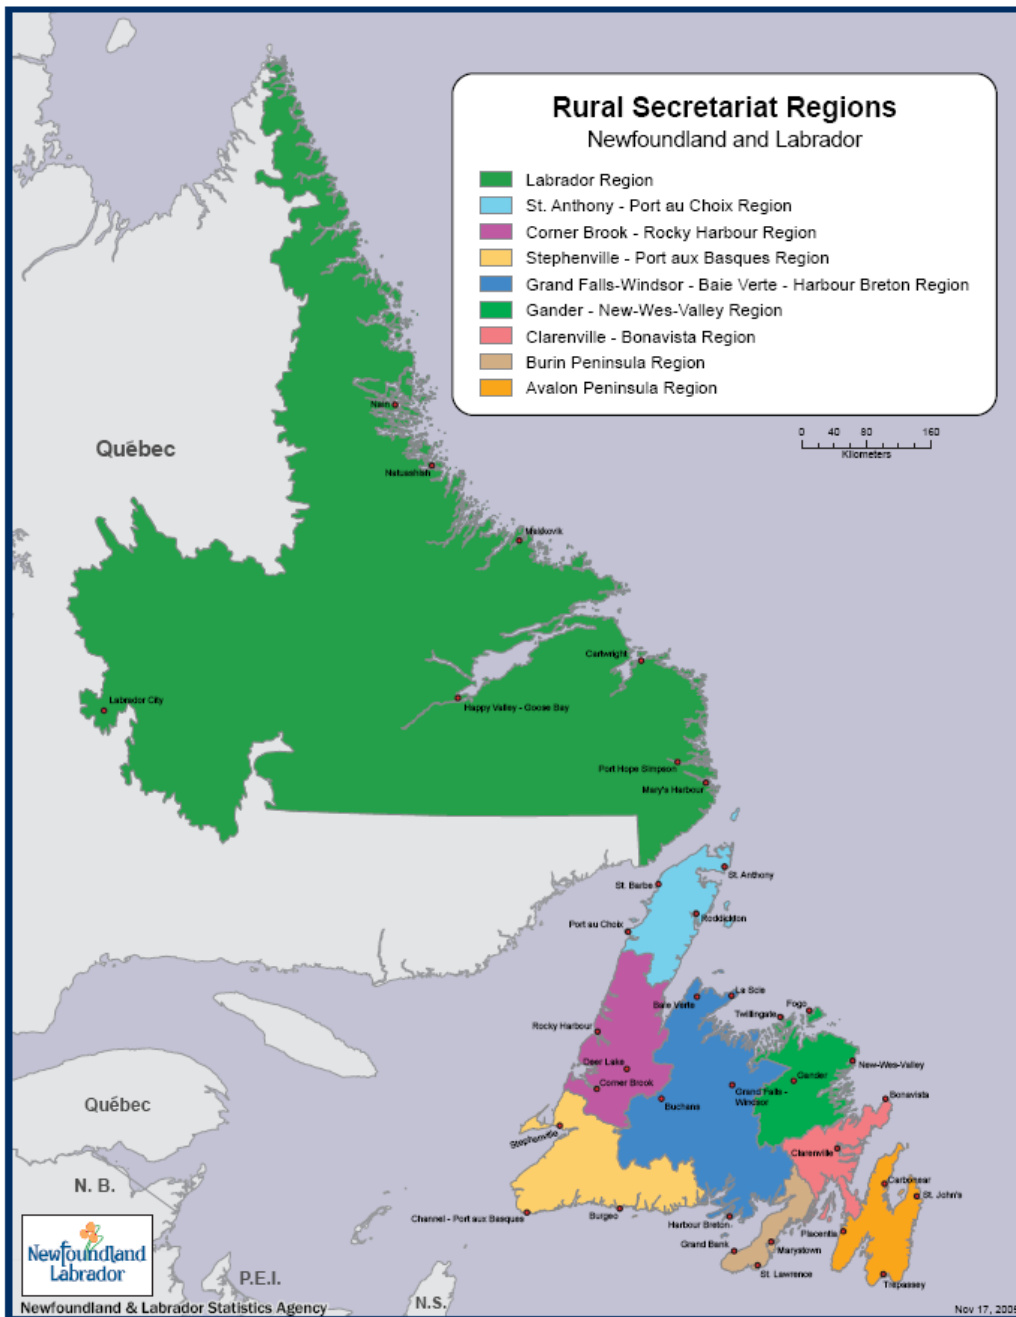 Rural Secretariat Regions
Newfoundland and Labrador
Labrador Region
St. Anthony - Port au Choix Region
Corner Brook - Rocky Harbour Region
Stephenville - Port aux Basques Region
Grand Falls-Windsor - Baie Verte - Harbour Breton Region
Gander - New-Wes-Valley Region
Clarenville - Bonavista Region
Burin Peninsula Region
Avalon Peninsula Region
0 40 80 160
Kilometers
Nain
Québec
Natuashish
Makkovik
Cartwright
Labrador City
Happy Valley - Goose Bay
Port Hope Simpson
Mary's Harbour
St. Anthony
St. Barbe
Roddickton
Port au Choix
La Scie
Baie Verte
Fogo
Twillingate
Rocky Harbour
Deer Lake
New-Wes-Valley
Gander
Corner Brook
Grand Falls -
Windsor
Buchans
Bonavista
Québec
Stephenville
Clarenville
Carbonear
N. B.
St. John's
Channel - Port aux Basques
Burgeo
Harbour Breton
Placentia
Grand Bank
Marystown
St. Lawrence
Trepassey
Newfoundland
Labrador
P.E.I.
N.S.
Newfoundland & Labrador Statistics Agency
Nov 17, 2005